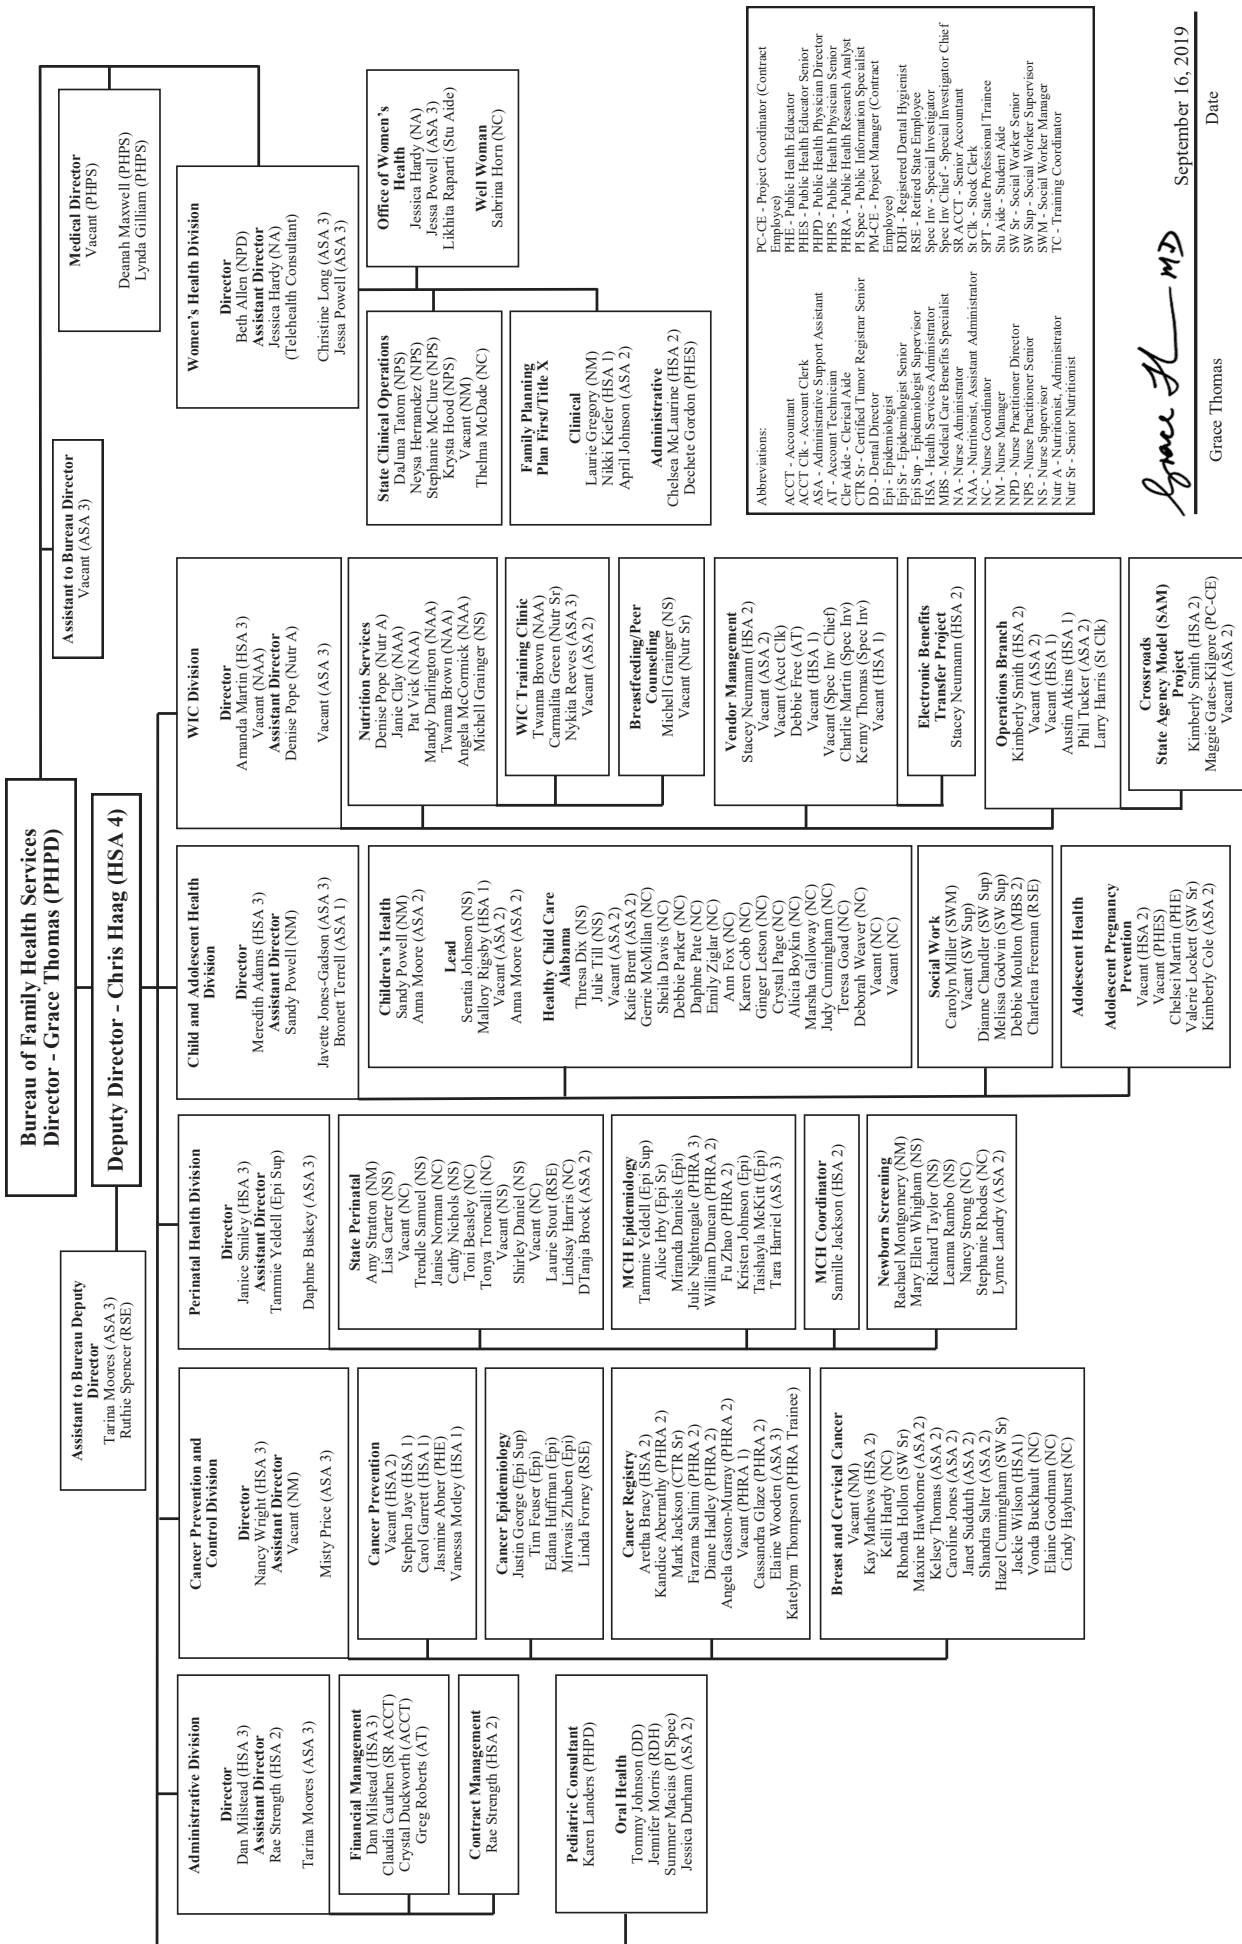 Bureau of Family Health Services
Director - Grace Thomas (PHPD)
Deputy Director - Chris Haag (HSA 4)
Assistant to Bureau Deputy
Director
Tarina Moores (ASA 3)
Ruthie Spencer (RSE)
Assistant to Bureau Director
Vacant (ASA 3)
Medical Director
Vacant (PHPS)
Deanah Maxwell (PHPS)
Lynda Gilliam (PHPS)
Administrative Division
Director
Dan Milstead (HSA 3)
Assistant Director
Rae Strength (HSA 2)
Tarina Moores (ASA 3)
Financial Management
Dan Milstead (HSA 3)
Claudia Cauthen (SR ACCT)
Crystal Duckworth (ACCT)
Greg Roberts (AT)
Contract Management
Rae Strength (HSA 2)
Pediatric Consultant
Karen Landers (PHPD)
Oral Health
Tommy Johnson (DD)
Jennifer Morris (RDH)
Summer Macias (PI Spec)
Jessica Durham (ASA 2)
Cancer Prevention and
Control Division
Director
Nancy Wright (HSA 3)
Assistant Director
Vacant (NM)
Misty Price (ASA 3)
Cancer Prevention
Vacant (HSA 2)
Stephen Jaye (HSA 1)
Carol Garrett (HSA 1)
Jasmine Abner (PHE)
Vanessa Motley (HSA 1)
Cancer Epidemiology
Justin George (Epi Sup)
Tim Feuser (Epi)
Edana Huffman (Epi)
Mirwais Zhuben (Epi)
Linda Forney (RSE)
Cancer Registry
Aretha Bracy (HSA 2)
Kandice Abernathy (PHRA 2)
Mark Jackson (CTR Sr)
Farzana Salimi (PHRA 2)
Diane Hadley (PHRA 2)
Angela Gaston-Murray (PHRA 2)
Vacant (PHRA 1)
Cassandra Glaze (PHRA 2)
Elaine Wooden (ASA 3)
Katelynn Thompson (PHRA Trainee)
Breast and Cervical Cancer
Vacant (NM)
Kay Mathews (HSA 2)
Kelli Hardy (NC)
Rhonda Hollon (SW Sr)
Maxine Hawthorne (ASA 2)
Kelsey Thomas (ASA 2)
Caroline Jones (ASA 2)
Janet Sudduth (ASA 2)
Shandra Salter (ASA 2)
Hazel Cunningham (SW Sr)
Jackie Wilson (HSA1)
Vonda Buckhault (NC)
Elaine Goodman (NC)
Cindy Hayhurst (NC)
Perinatal Health Division
Director
Janice Smiley (HSA 3)
Assistant Director
Tammie Yeldell (Epi Sup)
Daphne Buskey (ASA 3)
State Perinatal
Amy Stratton (NM)
Lisa Carter (NS)
Vacant (NC)
Trendle Samuel (NS)
Janise Norman (NC)
Cathy Nichols (NS)
Toni Beasley (NC)
Tonya Troncalli (NC)
Vacant (NS)
Shirley Daniel (NS)
Vacant (NC)
Laurie Stout (RSE)
Lindsay Harris (NC)
DTanja Brock (ASA 2)
MCH Epidemiology
Tammie Yeldell (Epi Sup)
Alice Irby (Epi Sr)
Miranda Daniels (Epi)
Julie Nightengale (PHRA 3)
William Duncan (PHRA 2)
Fu Zhao (PHRA 2)
Kristen Johnson (Epi)
Taishayla McKitt (Epi)
Tara Harriel (ASA 3)
MCH Coordinator
Samille Jackson (HSA 2)
Newborn Screening
Rachael Montgomery (NM)
Mary Ellen Whigham (NS)
Richard Taylor (NS)
Leanna Rambo (NS)
Nancy Strong (NC)
Stephanie Rhodes (NC)
Lynne Landry (ASA 2)
Child and Adolescent Health
Division
Director
Meredith Adams (HSA 3)
Assistant Director
Sandy Powell (NM)
Javette Jones-Gadson (ASA 3)
Bronett Terrell (ASA 1)
Children's Health
Sandy Powell (NM)
Anna Moore (ASA 2)
Lead
Seratia Johnson (NS)
Mallory Rigsby (HSA 1)
Vacant (ASA 2)
Anna Moore (ASA 2)
Healthy Child Care
Alabama
Thresa Dix (NS)
Julie Till (NS)
Vacant (ASA 2)
Katie Brent (ASA 2)
Gerrie McMillan (NC)
Sheila Davis (NC)
Debbie Parker (NC)
Daphne Pate (NC)
Emily Ziglar (NC)
Ann Fox (NC)
Karen Cobb (NC)
Ginger Letson (NC)
Crystal Page (NC)
Alicia Boykin (NC)
Marsha Galloway (NC)
Judy Cunningham (NC)
Teresa Goad (NC)
Deborah Weaver (NC)
Vacant (NC)
Vacant (NC)
Social Work
Carolyn Miller (SWM)
Vacant (SW Sup)
Dianne Chandler (SW Sup)
Melissa Godwin (SW Sup)
Debbie Moulton (MBS 2)
Charlena Freeman (RSE)
Adolescent Health
Adolescent Pregnancy
Prevention
Vacant (HSA 2)
Vacant (PHES)
Chelsei Martin (PHE)
Valerie Lockett (SW Sr)
Kimberly Cole (ASA 2)
WIC Division
Director
Amanda Martin (HSA 3)
Vacant (NAA)
Assistant Director
Denise Pope (Nutr A)
Vacant (ASA 3)
Nutrition Services
Denise Pope (Nutr A)
Janie Clay (NAA)
Pat Vick (NAA)
Mandy Darlington (NAA)
Twanna Brown (NAA)
Angela McCormick (NAA)
Michell Grainger (NS)
WIC Training Clinic
Twanna Brown (NAA)
Carmalita Green (Nutr Sr)
Nykita Reeves (ASA 3)
Vacant (ASA 2)
Breastfeeding/Peer
Counseling
Michell Grainger (NS)
Vacant (Nutr Sr)
Vendor Management
Stacey Neumann (HSA 2)
Vacant (ASA 2)
Vacant (Acct Clk)
Debbie Free (AT)
Vacant (HSA 1)
Vacant (Spec Inv Chief)
Charlie Martin (Spec Inv)
Kenny Thomas (Spec Inv)
Vacant (HSA 1)
Electronic Benefits
Transfer Project
Stacey Neumann (HSA 2)
Operations Branch
Kimberly Smith (HSA 2)
Vacant (ASA 2)
Vacant (HSA 1)
Austin Atkins (HSA 1)
Phil Tucker (ASA 2)
Larry Harris (St Clk)
Crossroads
State Agency Model (SAM)
Project
Kimberly Smith (HSA 2)
Maggie Gates-Kilgore (PC-CE)
Vacant (ASA 2)
Women's Health Division
Director
Beth Allen (NPD)
Assistant Director
Jessica Hardy (NA)
(Telehealth Consultant)
Christine Long (ASA 3)
Jessa Powell (ASA 3)
State Clinical Operations
DaJuna Tatom (NPS)
Neysa Hernandez (NPS)
Stephanie McClure (NPS)
Krysta Hood (NPS)
Vacant (NM)
Thelma McDade (NC)
Family Planning
Plan First/Title X
Clinical
Laurie Gregory (NM)
Nikki Kiefer (HSA 1)
April Johnson (ASA 2)
Administrative
Chelsea McLaurine (HSA 2)
Dechete Gordon (PHES)
Office of Women's
Health
Jessica Hardy (NA)
Jessa Powell (ASA 3)
Likhita Raparti (Stu Aide)
Well Woman
Sabrina Horn (NC)
Abbreviations:
ACCT - Accountant
ACCT Clk - Account Clerk
ASA - Administrative Support Assistant
AT - Account Technician
Cler Aide - Clerical Aide
CTR Sr - Certified Tumor Registrar Senior
DD - Dental Director
Epi - Epidemiologist
Epi Sr - Epidemiologist Senior
Epi Sup - Epidemiologist Supervisor
HSA - Health Services Administrator
MBS - Medical Care Benefits Specialist
NA - Nurse Administrator
NAA - Nutritionist, Assistant Administrator
NC - Nurse Coordinator
NM - Nurse Manager
NPD - Nurse Practitioner Director
NPS - Nurse Practitioner Senior
NS - Nurse Supervisor
Nutr A - Nutritionist, Administrator
Nutr Sr - Senior Nutritionist
PC-CE - Project Coordinator (Contract
Employee)
PHE - Public Health Educator
PHES - Public Health Educator Senior
PHPD - Public Health Physician Director
PHPS - Public Health Physician Senior
PHRA - Public Health Research Analyst
PI Spec - Public Information Specialist
PM-CE - Project Manager (Contract
Employee)
RDH - Registered Dental Hygienist
RSE - Retired State Employee
Spec Inv - Special Investigator
Spec Inv Chief - Special Investigator Chief
SR ACCT - Senior Accountant
St Clk - Stock Clerk
SPT - State Professional Trainee
Stu Aide - Student Aide
SW Sr - Social Worker Senior
SW Sup - Social Worker Supervisor
SWM - Social Worker Manager
TC - Training Coordinator
Grace MD
September 16, 2019
Grace Thomas
Date